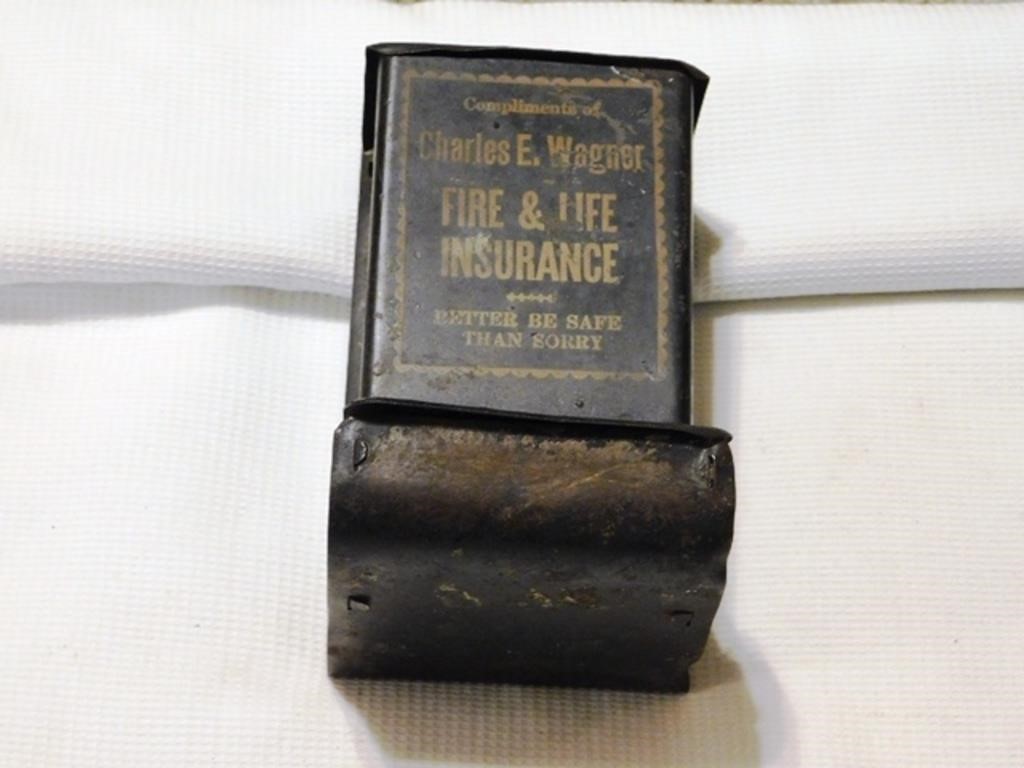 Compliments of
Charles E. Wagner
FIRE & LIFE
INSURANCE
BETTER BE SAFE
THAN SORRY